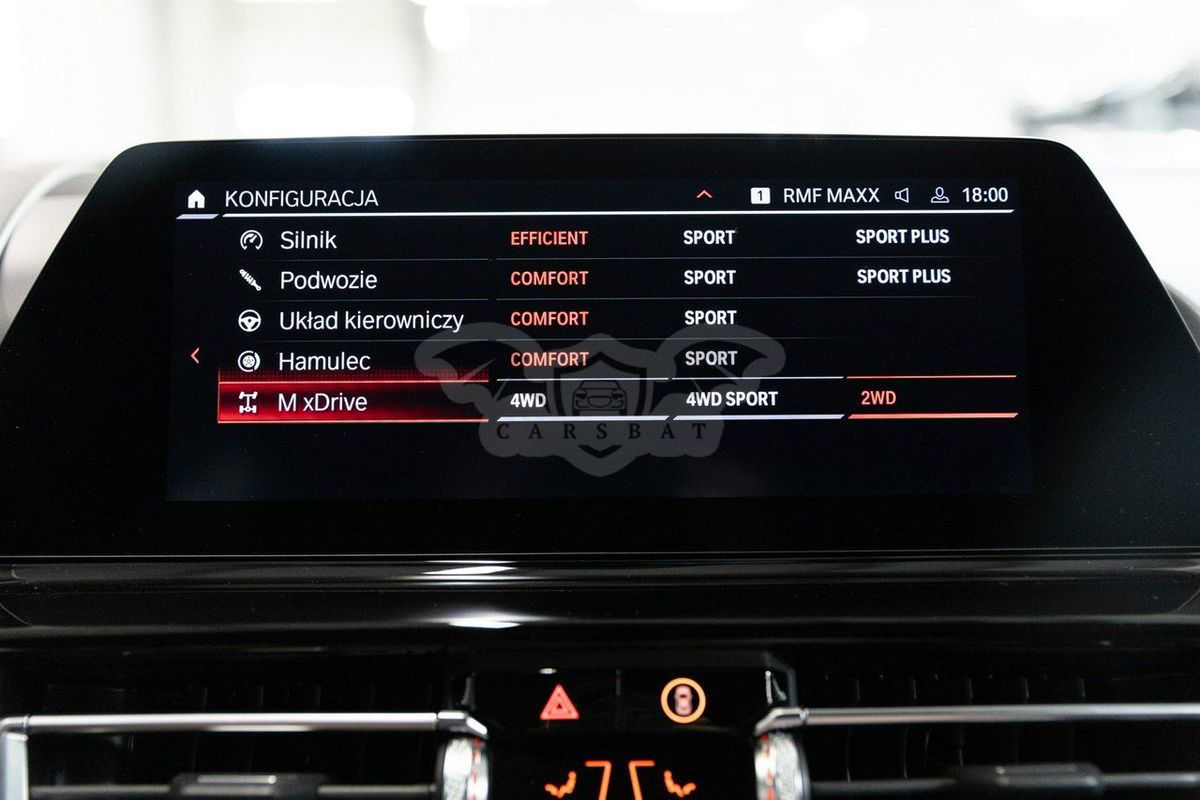 KONFIGURACJA 1 RMF MAXX 18:00
Silnik EFFICIENT SPORT SPORT PLUS
Podwozie COMFORT SPORT SPORT PLUS
Układ kierowniczy COMFORT SPORT
Hamulec COMFORT SPORT
M xDrive 4WD 4WD SPORT 2WD
CARSBAT